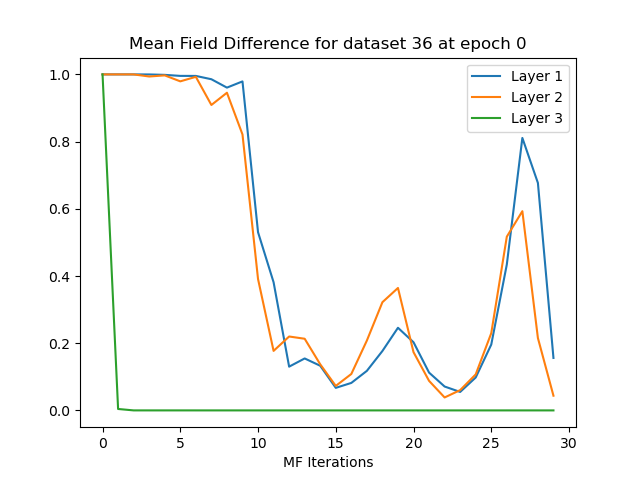 Mean Field Difference for dataset 36 at epoch 0
1.0
0.8
0.6
0.4
0.2
0.0
Layer 1
Layer 2
Layer 3
0 5 10 15 20 25 30
MF Iterations